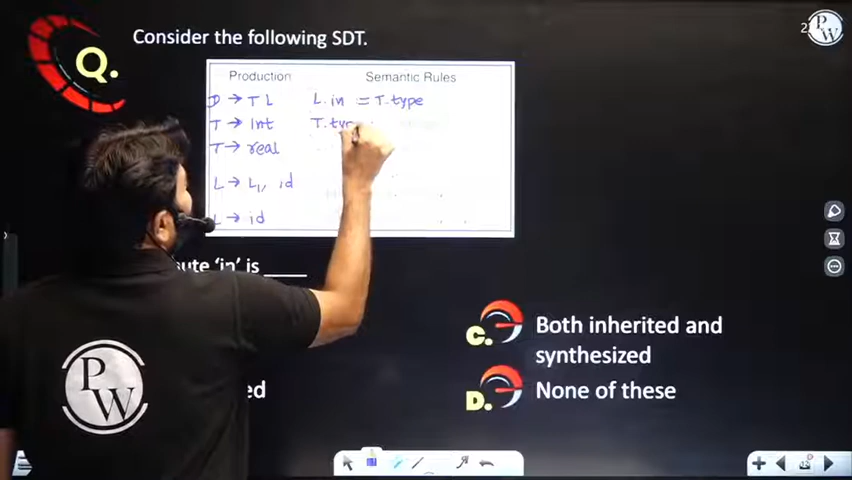 Q.
Consider the following SDT.
Production Semantic Rules
D → T L L.in = T.type
T → Int T.typ
T → real
L → L1, id
L → id
ute 'in' is ____
C. Both inherited and
synthesized
ed
D. None of these
P
W
P
W